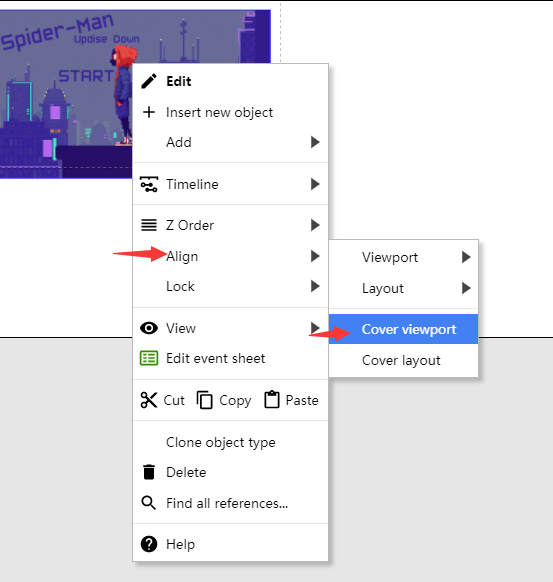 Spider-Man
Updise Down
START
Edit
Insert new object
Add
Timeline
Z Order
Align
Lock
View
Edit event sheet
Cut Copy Paste
Clone object type
Delete
Find all references...
Help
Viewport
Layout
Cover viewport
Cover layout